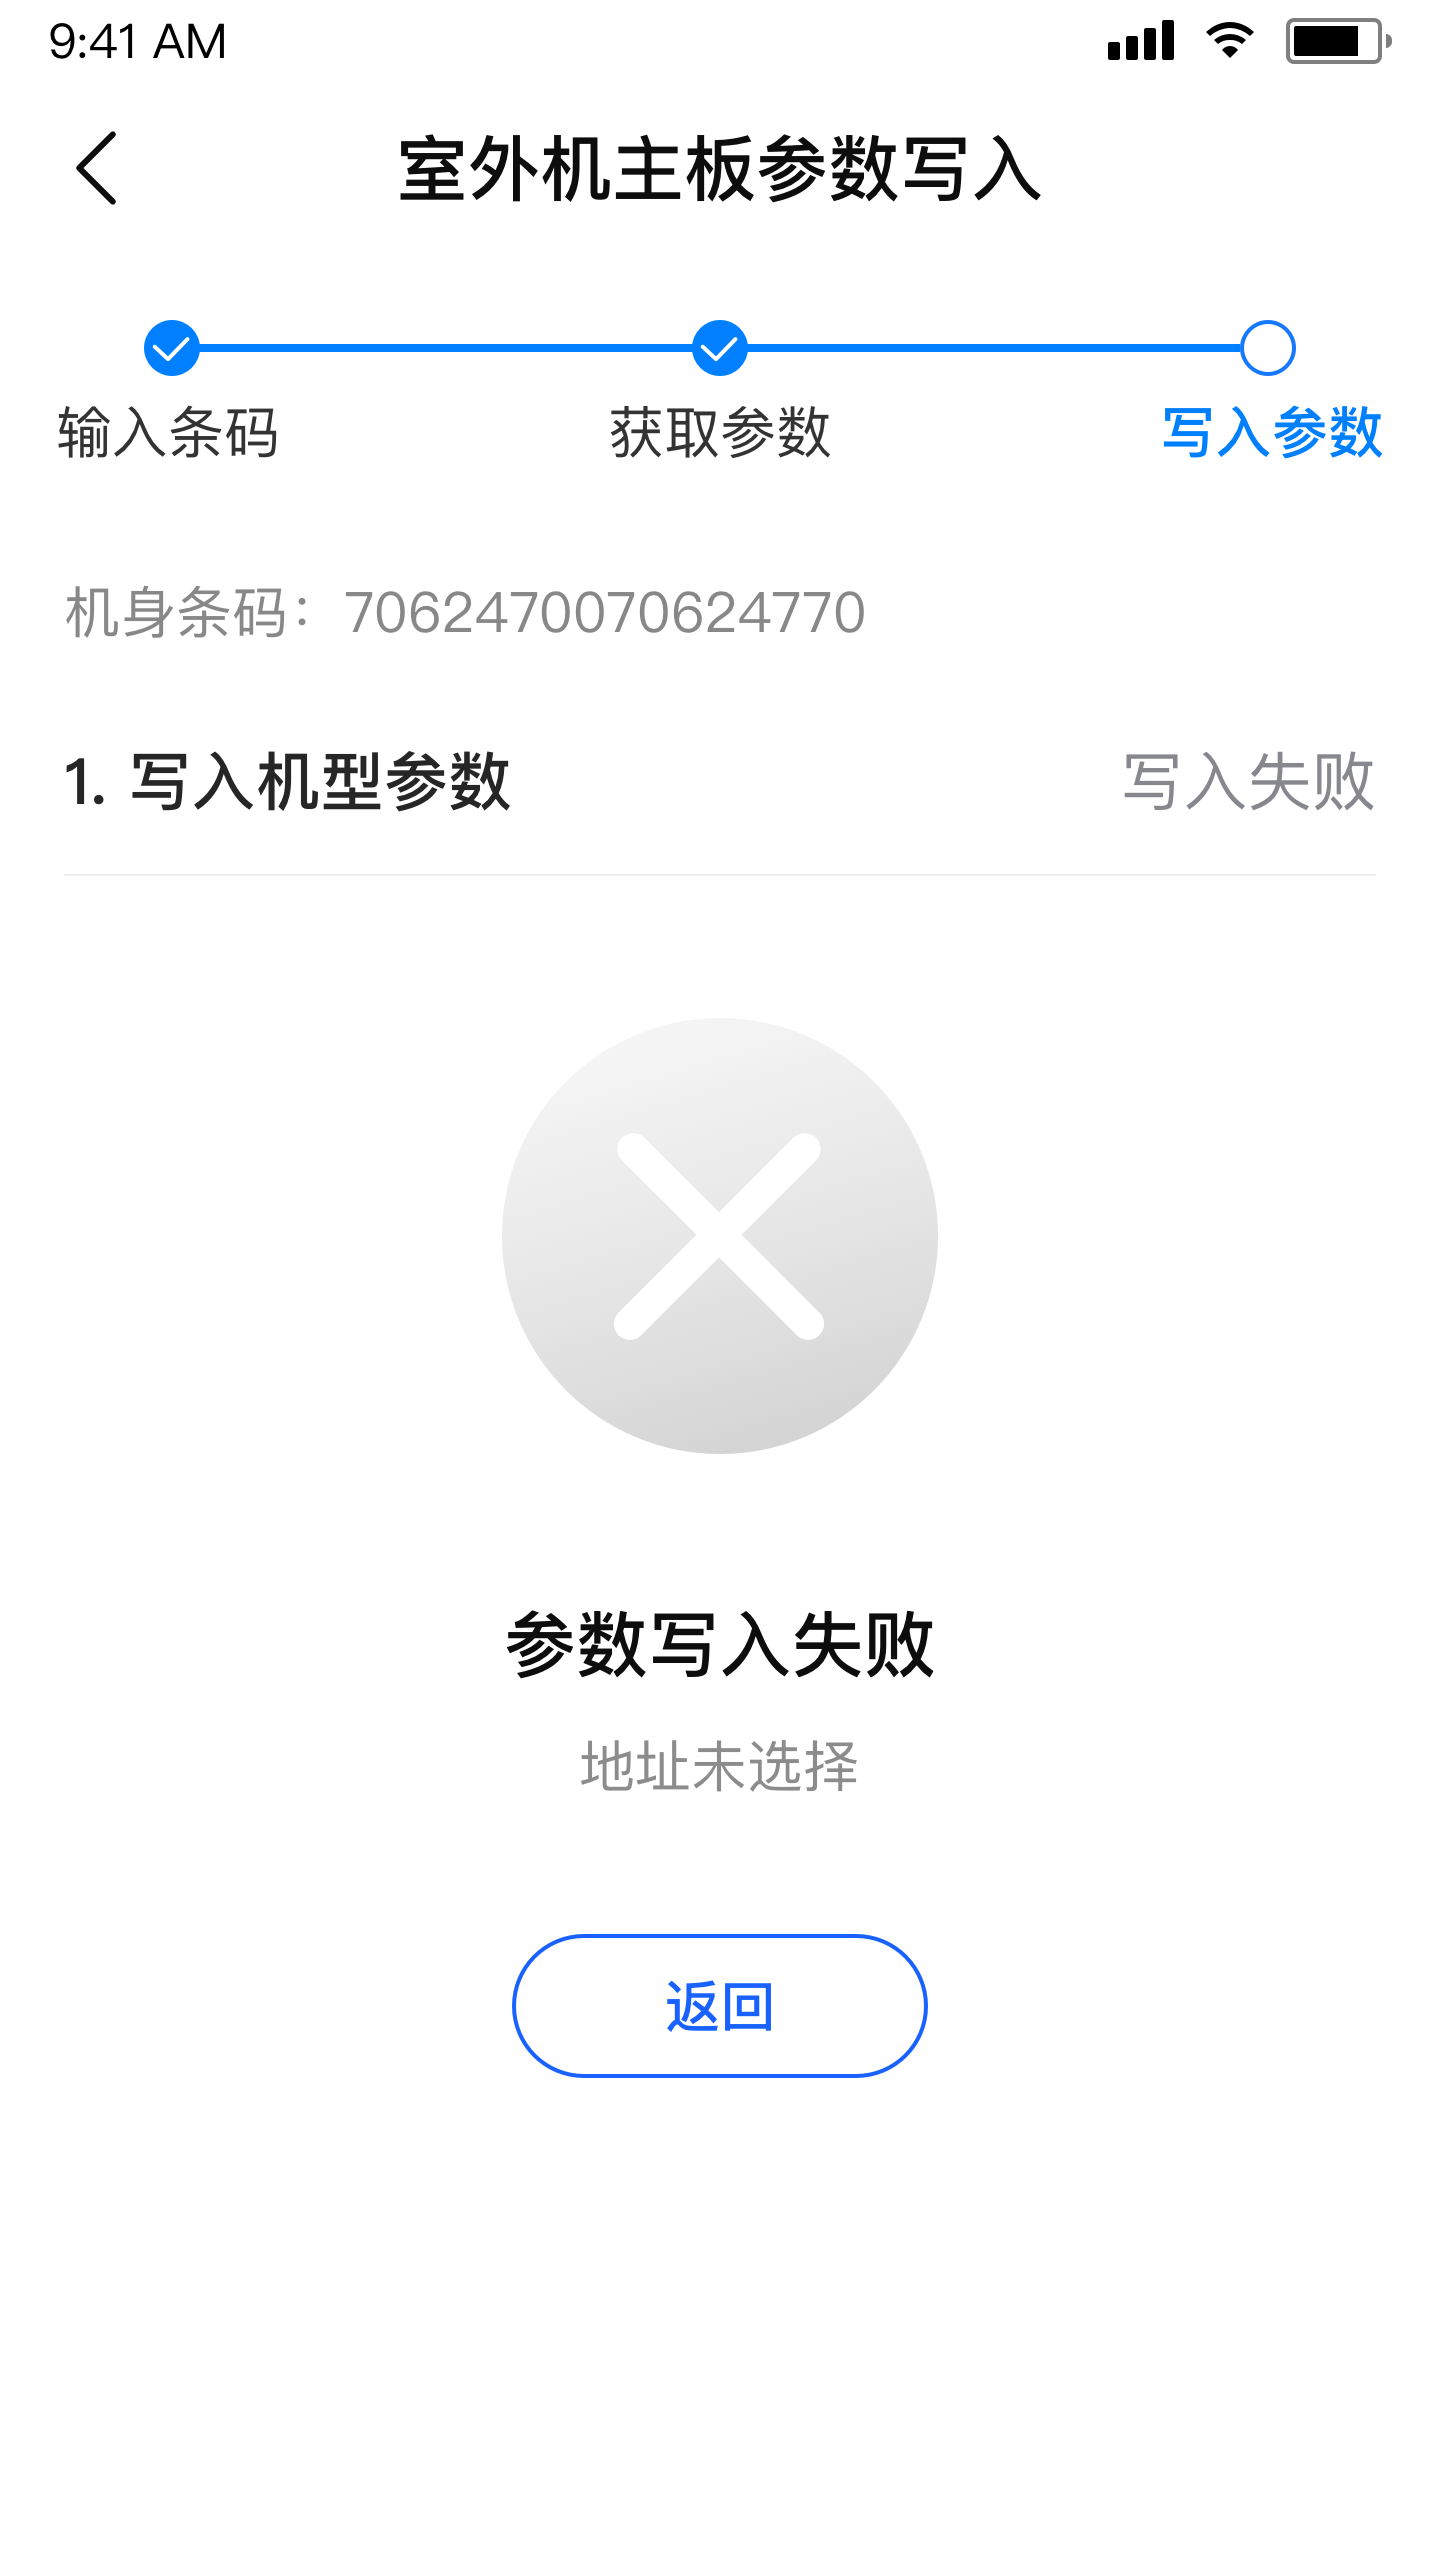 9:41 AM
室外机主板参数写入
输入条码 获取参数 写入参数
机身条码：7062470070624770
1. 写入机型参数 写入失败
参数写入失败
地址未选择
返回